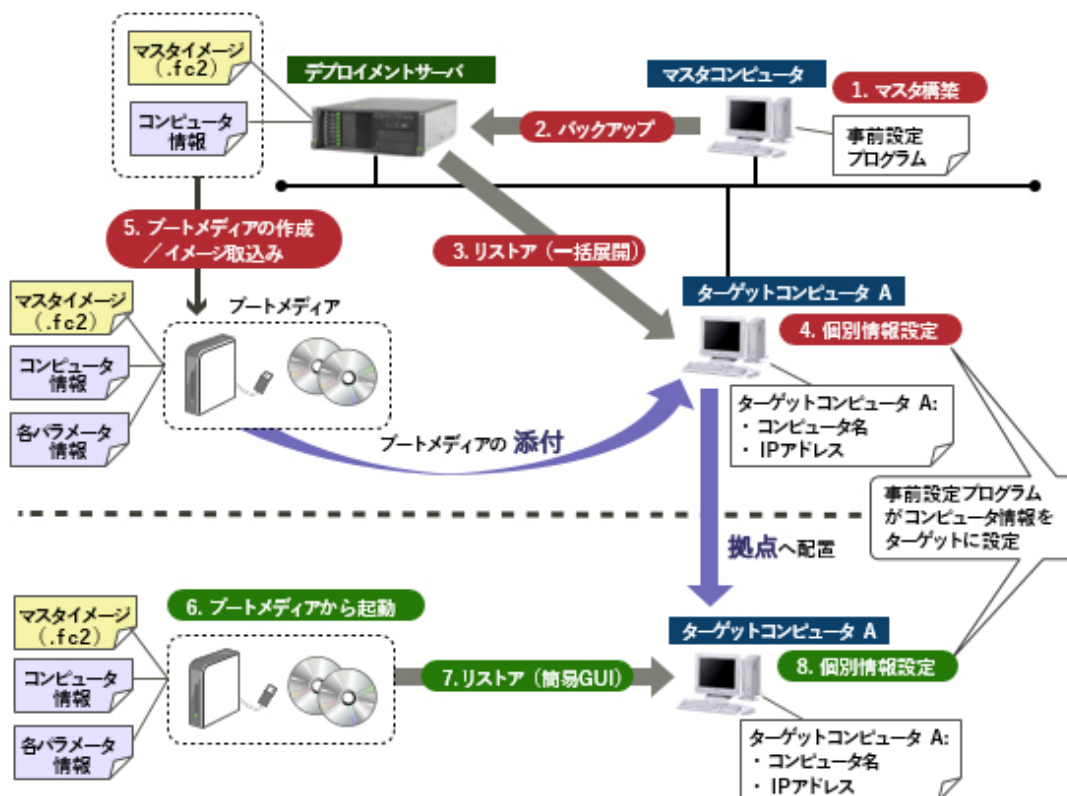 マスタイメージ
(.fc2)
コンピュータ
情報
デプロイメントサーバ
マスタコンピュータ
1. マスタ構築
事前設定
プログラム
2. バックアップ
5. ブートメディアの作成
／イメージ取込み
3. リストア（一括展開）
マスタイメージ
(.fc2)
コンピュータ
情報
各パラメータ
情報
ブートメディア
ターゲットコンピュータ A
4. 個別情報設定
ターゲットコンピュータ A:
・ コンピュータ名
・ IPアドレス
ブートメディアの 添付
事前設定プログラム
がコンピュータ情報を
ターゲットに設定
拠点へ配置
6. ブートメディアから起動
マスタイメージ
(.fc2)
コンピュータ
情報
各パラメータ
情報
7. リストア（簡易GUI）
ターゲットコンピュータ A
8. 個別情報設定
ターゲットコンピュータ A:
・ コンピュータ名
・ IPアドレス